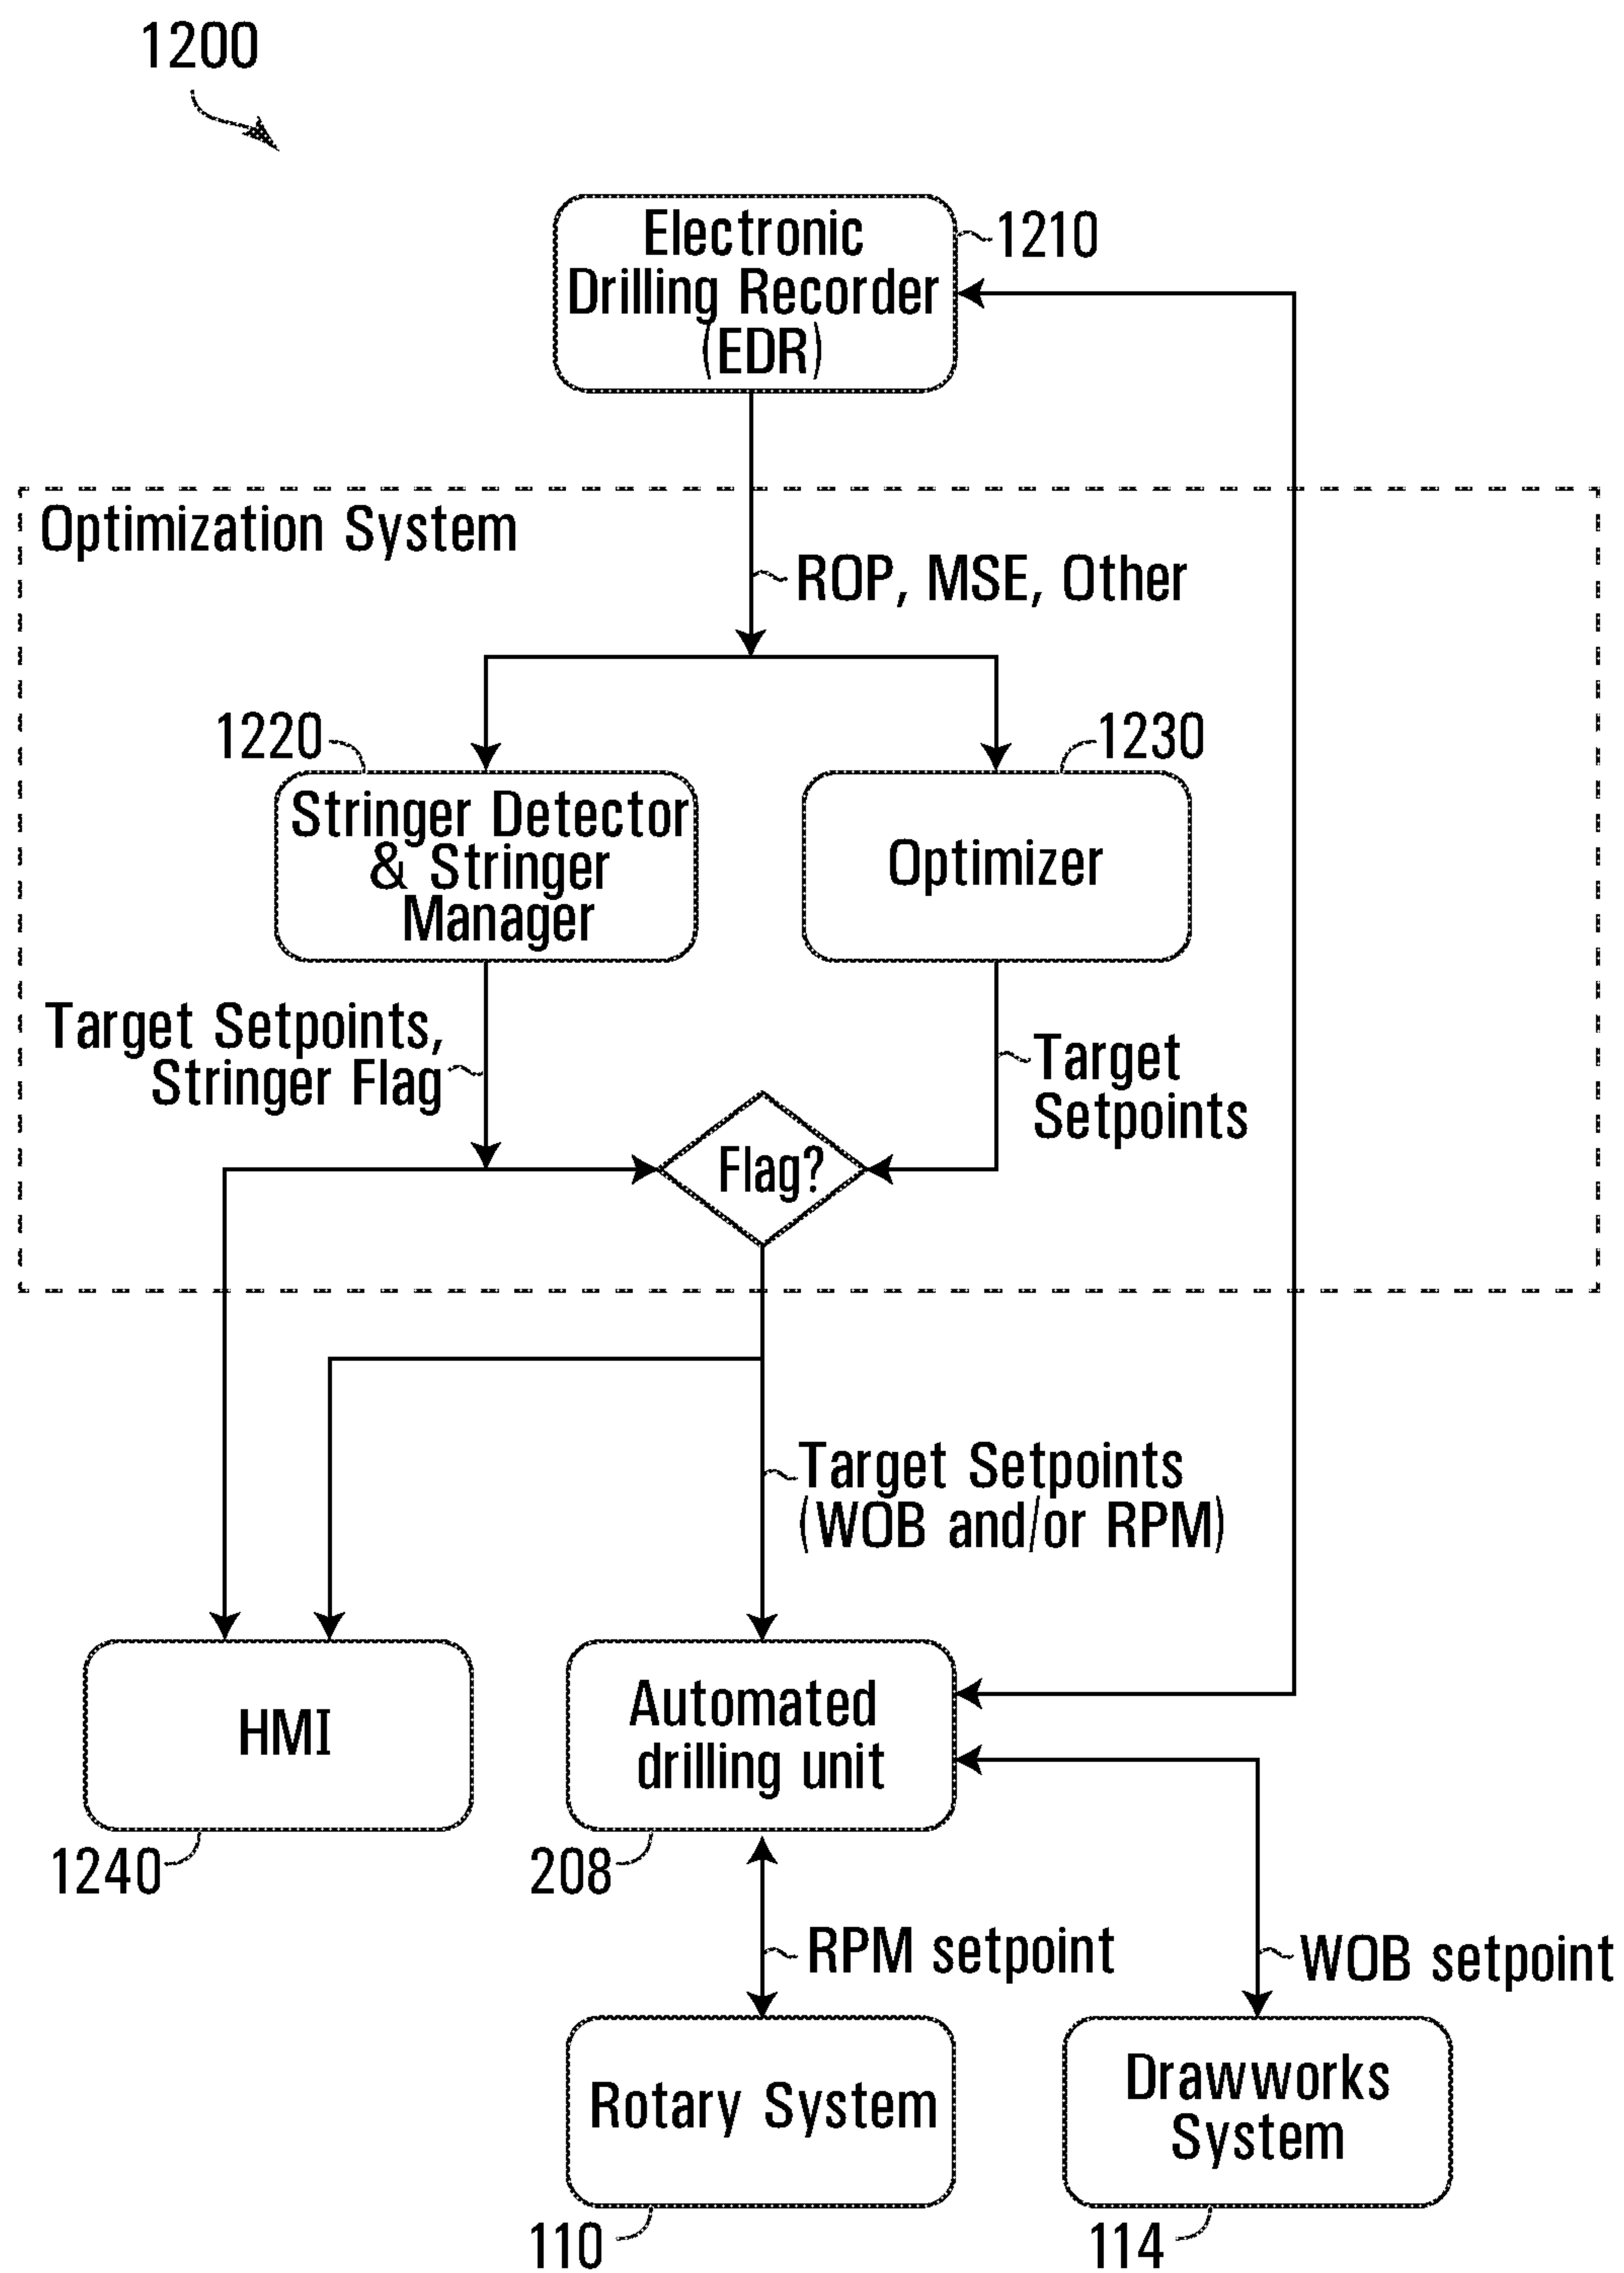 1200
Electronic
Drilling Recorder
(EDR)
1210
Optimization System
ROP, MSE, Other
1220
1230
Stringer Detector
& Stringer
Manager
Optimizer
Target Setpoints,
Stringer Flag
Target
Setpoints
Flag?
Target Setpoints
(WOB and/or RPM)
HMI
Automated
drilling unit
1240
208
RPM setpoint
WOB setpoint
Rotary System
Drawworks
System
110
114